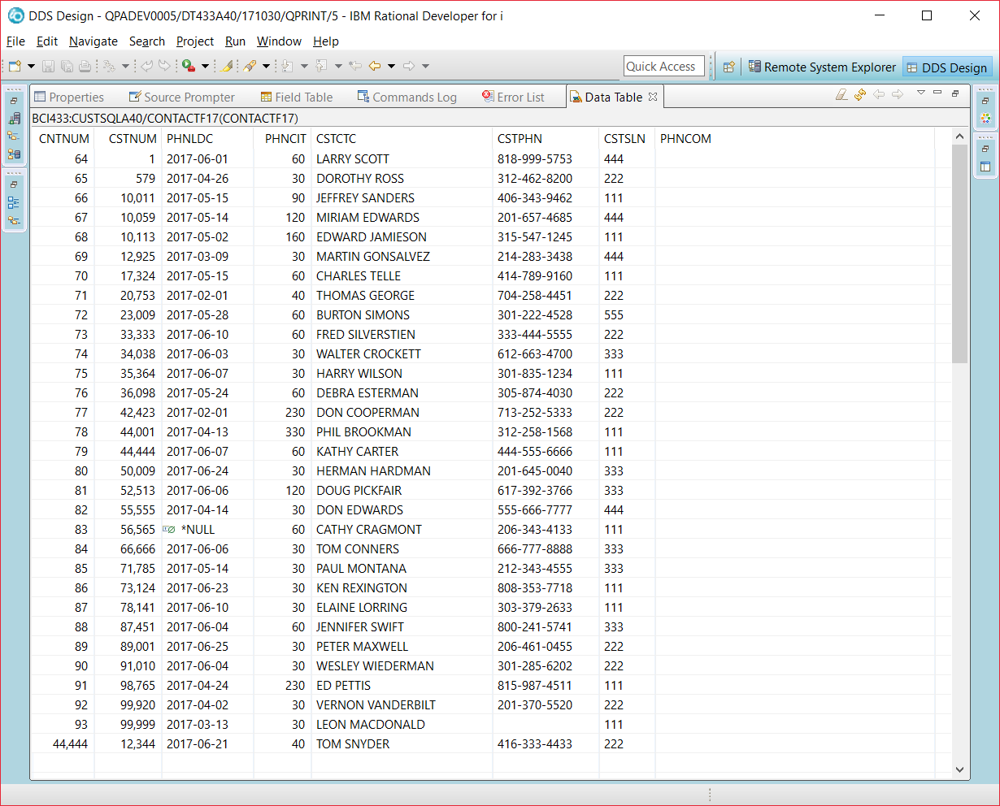 DDS Design - QPADEV0005/DT433A40/171030/QPRINT/5 - IBM Rational Developer for i
File Edit Navigate Search Project Run Window Help
Quick Access Remote System Explorer DDS Design
Properties Source Prompter Field Table Commands Log Error List Data Table
BCI433:CUSTSQLA40/CONTACTF17(CONTACTF17)
CNTNUM CSTNUM PHNLDC PHNCIT CSTCTC CSTPHN CSTSLN PHNCOM
64 1 2017-06-01 60 LARRY SCOTT 818-999-5753 444
65 579 2017-04-26 30 DOROTHY ROSS 312-462-8200 222
66 10,011 2017-05-15 90 JEFFREY SANDERS 406-343-9462 111
67 10,059 2017-05-14 120 MIRIAM EDWARDS 201-657-4685 444
68 10,113 2017-05-02 160 EDWARD JAMIESON 315-547-1245 111
69 12,925 2017-03-09 30 MARTIN GONSALVEZ 214-283-3438 444
70 17,324 2017-05-15 60 CHARLES TELLE 414-789-9160 111
71 20,753 2017-02-01 40 THOMAS GEORGE 704-258-4451 222
72 23,009 2017-05-28 60 BURTON SIMONS 301-222-4528 555
73 33,333 2017-06-10 60 FRED SILVERSTIEN 333-444-5555 222
74 34,038 2017-06-03 30 WALTER CROCKETT 612-663-4700 333
75 35,364 2017-06-07 30 HARRY WILSON 301-835-1234 111
76 36,098 2017-05-24 60 DEBRA ESTERMAN 305-874-4030 222
77 42,423 2017-02-01 230 DON COOPERMAN 713-252-5333 222
78 44,001 2017-04-13 330 PHIL BROOKMAN 312-258-1568 111
79 44,444 2017-06-07 60 KATHY CARTER 444-555-6666 111
80 50,009 2017-06-24 30 HERMAN HARDMAN 201-645-0040 333
81 52,513 2017-06-06 120 DOUG PICKFAIR 617-392-3766 333
82 55,555 2017-04-14 30 DON EDWARDS 555-666-7777 444
83 56,565 *NULL 60 CATHY CRAGMONT 206-343-4133 111
84 66,666 2017-06-06 30 TOM CONNERS 666-777-8888 333
85 71,785 2017-05-14 30 PAUL MONTANA 212-343-4555 333
86 73,124 2017-06-23 30 KEN REXINGTON 808-353-7718 111
87 78,141 2017-06-10 30 ELAINE LORRING 303-379-2633 111
88 87,451 2017-06-04 60 JENNIFER SWIFT 800-241-5741 333
89 89,001 2017-06-25 30 PETER MAXWELL 206-461-0455 222
90 91,010 2017-06-04 30 WESLEY WIEDERMAN 301-285-6202 222
91 98,765 2017-04-24 230 ED PETTIS 815-987-4511 111
92 99,920 2017-04-02 30 VERNON VANDERBILT 201-370-5520 222
93 99,999 2017-03-13 30 LEON MACDONALD 111
44,444 12,344 2017-06-21 40 TOM SNYDER 416-333-4433 222